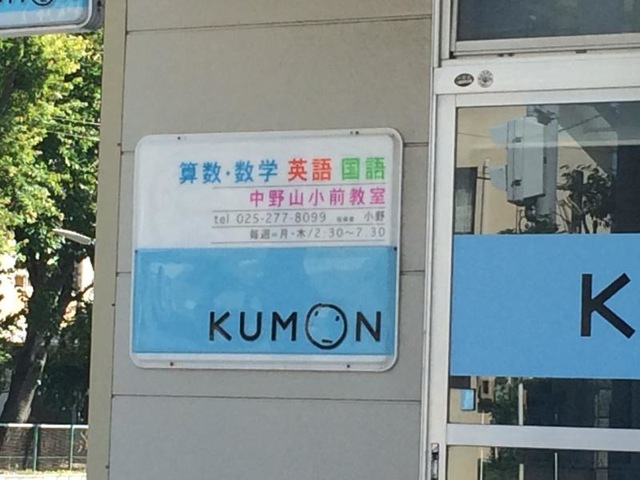 算数・数学 英語 国語
中野山小前教室
tel 025-277-8099 指導者 小野
毎週=月・木/2:30〜7:30
KUMON
K